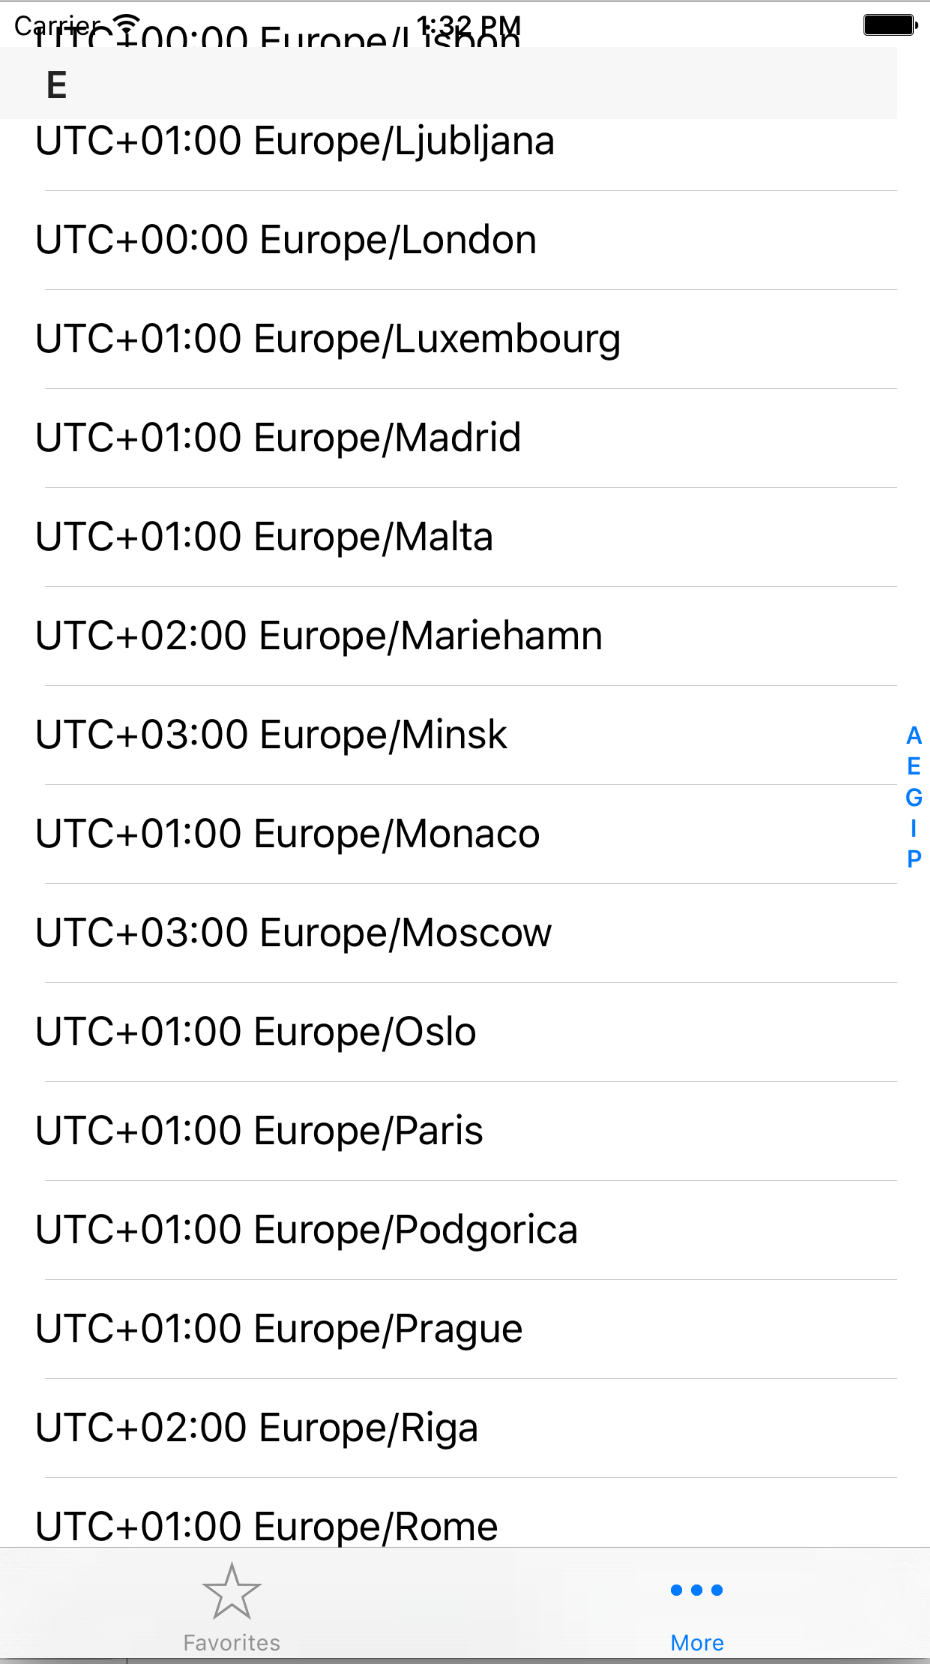 Carrier 1:32 PM
UTC+00:00 Europe/Lisbon
E
UTC+01:00 Europe/Ljubljana
UTC+00:00 Europe/London
UTC+01:00 Europe/Luxembourg
UTC+01:00 Europe/Madrid
UTC+01:00 Europe/Malta
UTC+02:00 Europe/Mariehamn
UTC+03:00 Europe/Minsk
UTC+01:00 Europe/Monaco
UTC+03:00 Europe/Moscow
UTC+01:00 Europe/Oslo
UTC+01:00 Europe/Paris
UTC+01:00 Europe/Podgorica
UTC+01:00 Europe/Prague
UTC+02:00 Europe/Riga
UTC+01:00 Europe/Rome
A
E
G
I
P
Favorites
More